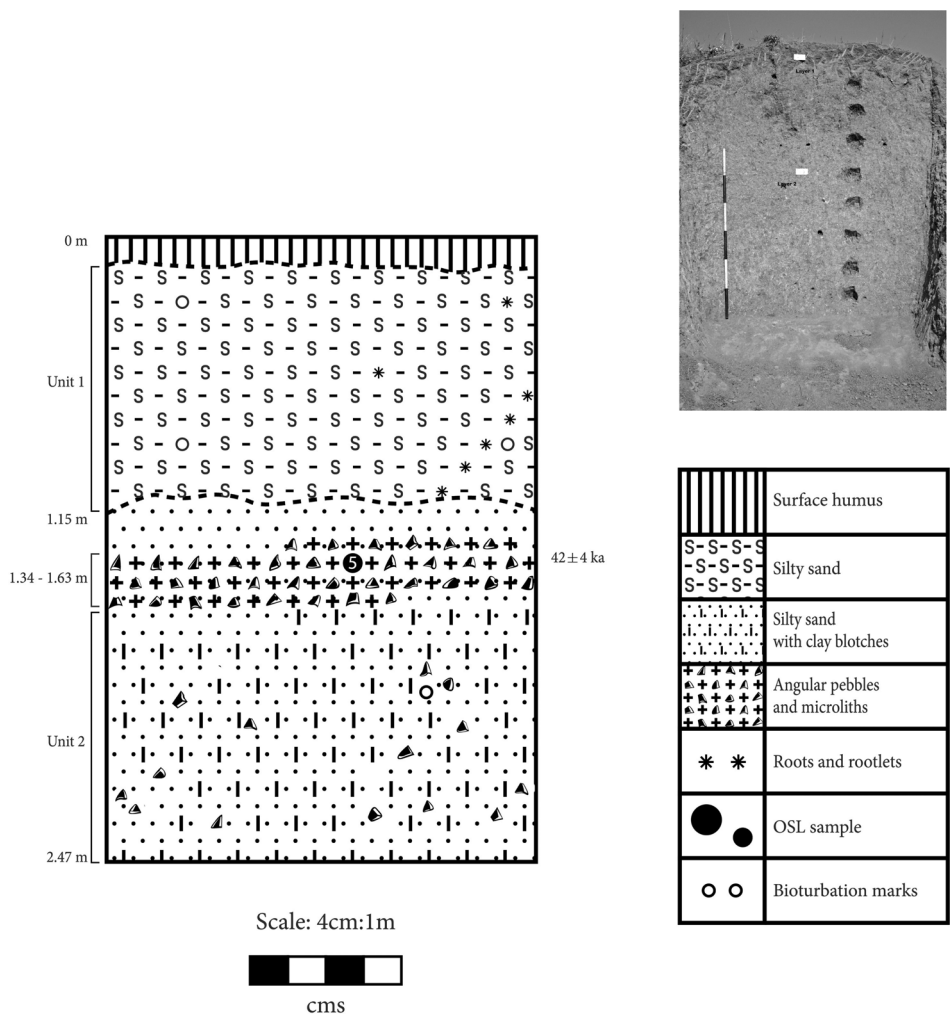 0 m
Unit 1
1.15 m
1.34 - 1.63 m
42±4 ka
Unit 2
2.47 m
5
Scale: 4cm:1m
cms
Layer 1
Layer 2
Surface humus
Silty sand
Silty sand
with clay blotches
Angular pebbles
and microliths
Roots and rootlets
OSL sample
Bioturbation marks